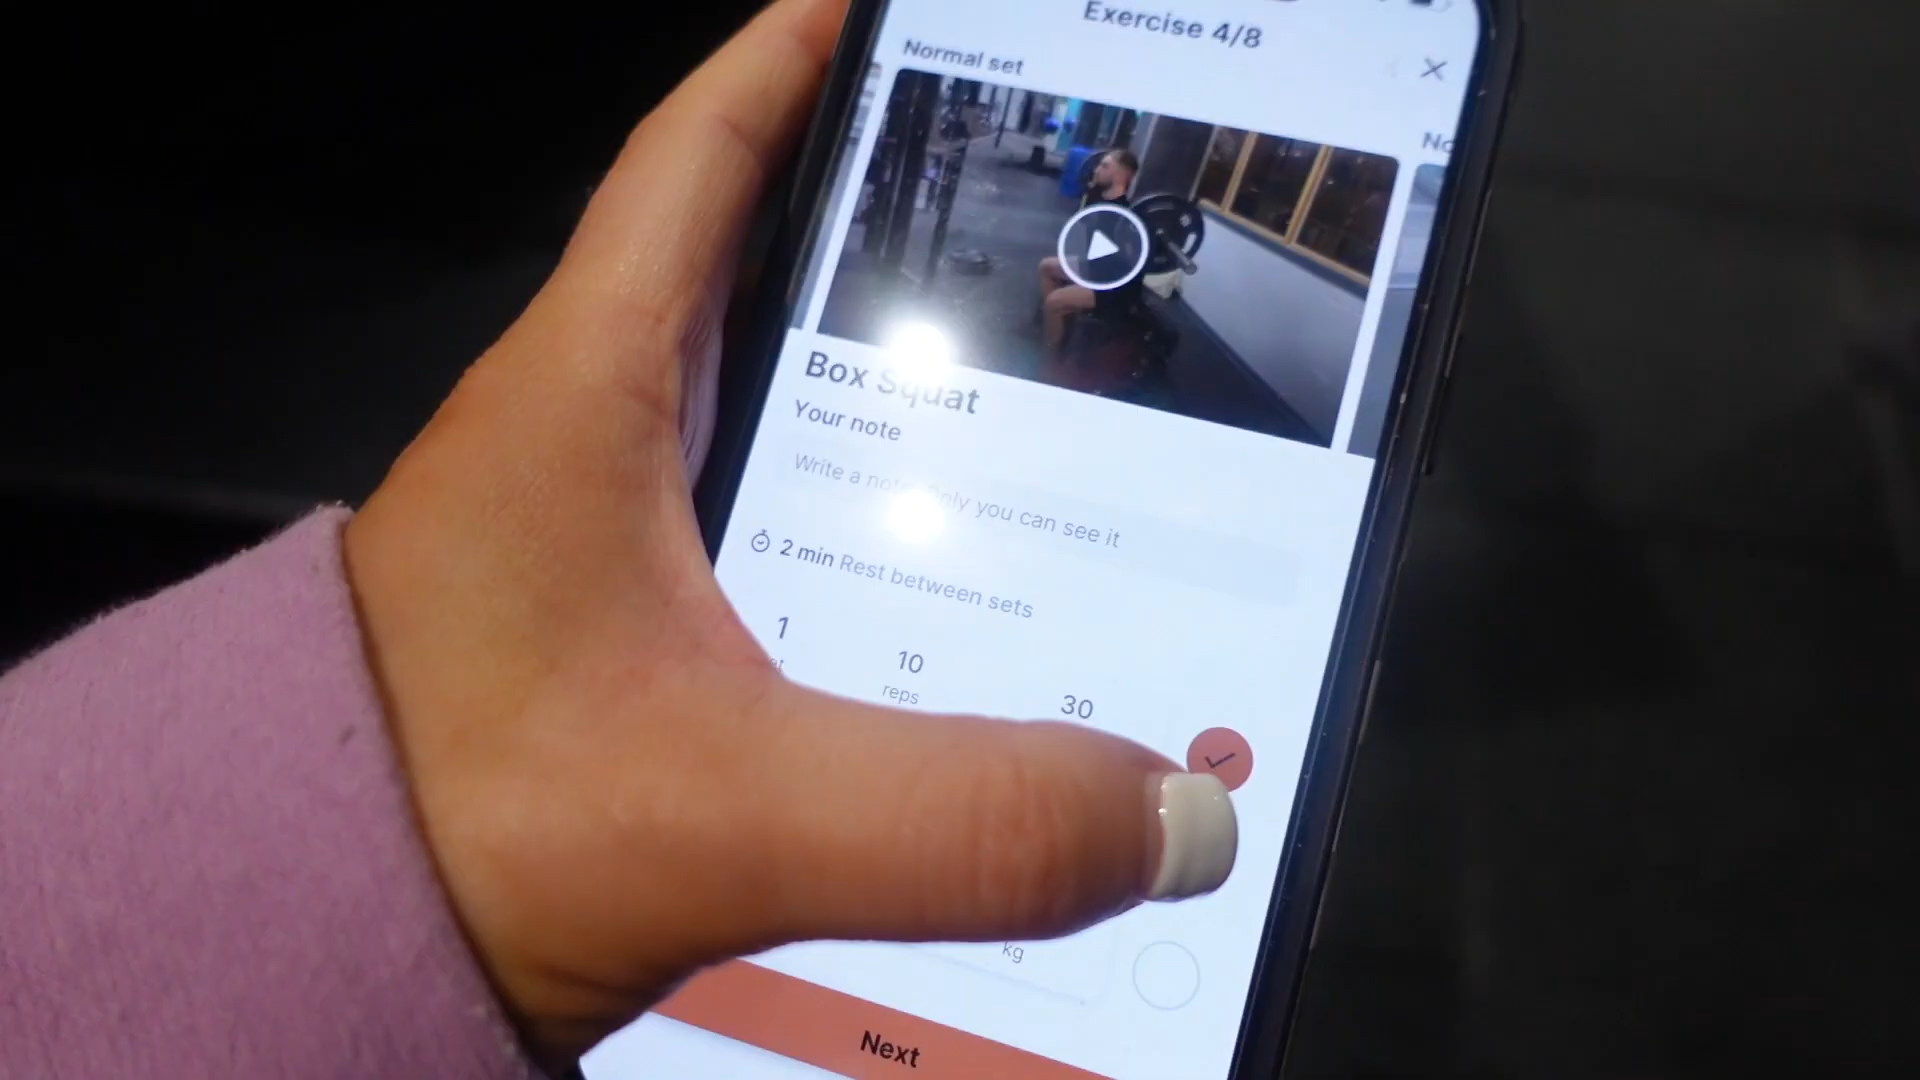 Exercise 4/8
Normal set
Box Squat
Your note
Write a note Only you can see it
2 min Rest between sets
1
10
30
reps
kg
Next